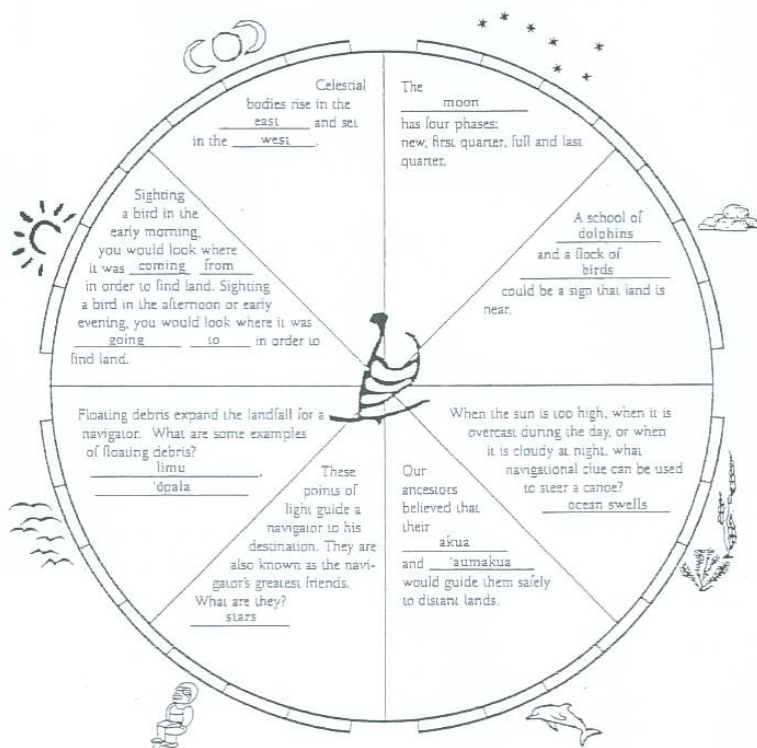 Celestial
bodies rise in the
east and set
in the west.
The
moon
has four phases:
new, first quarter, full and last
quarter.
Sighting
a bird in the
early morning,
you would look where
it was coming from
in order to find land. Sighting
a bird in the afternoon or early
evening, you would look where it was
going to in order to
find land.
A school of
dolphins
and a flock of
birds
could be a sign that land is
near.
Floating debris expand the landfall for a
navigator. What are some examples
of floating debris?
limu,
'ōpala
When the sun is too high, when it is
overcast during the day, or when
it is cloudy at night, what
navigational clue can be used
to steer a canoe?
ocean swells
These
points of
light guide a
navigator to his
destination. They are
also known as the navi-
gator's greatest friends.
What are they?
stars
Our
ancestors
believed that
their
akua
and 'aumakua
would guide them safely
to distant lands.